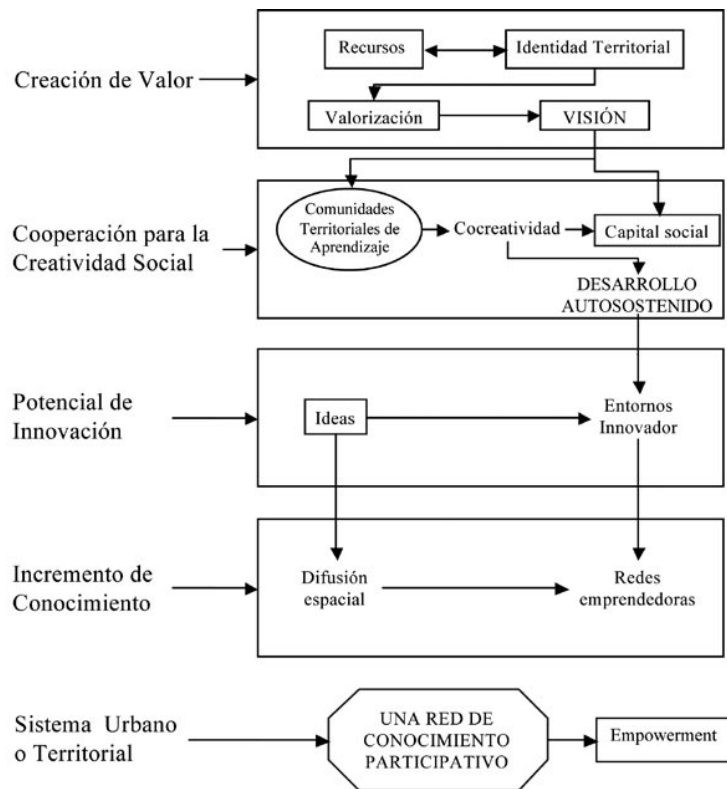 Creación de Valor
Recursos
Identidad Territorial
Valorización
VISIÓN
Cooperación para la
Creatividad Social
Comunidades
Territoriales de
Aprendizaje
Cocreatividad
Capital social
DESARROLLO
AUTOSOSTENIDO
Potencial de
Innovación
Ideas
Entornos
Innovador
Incremento de
Conocimiento
Difusión
espacial
Redes
emprendedoras
Sistema Urbano
o Territorial
UNA RED DE
CONOCIMIENTO
PARTICIPATIVO
Empowerment